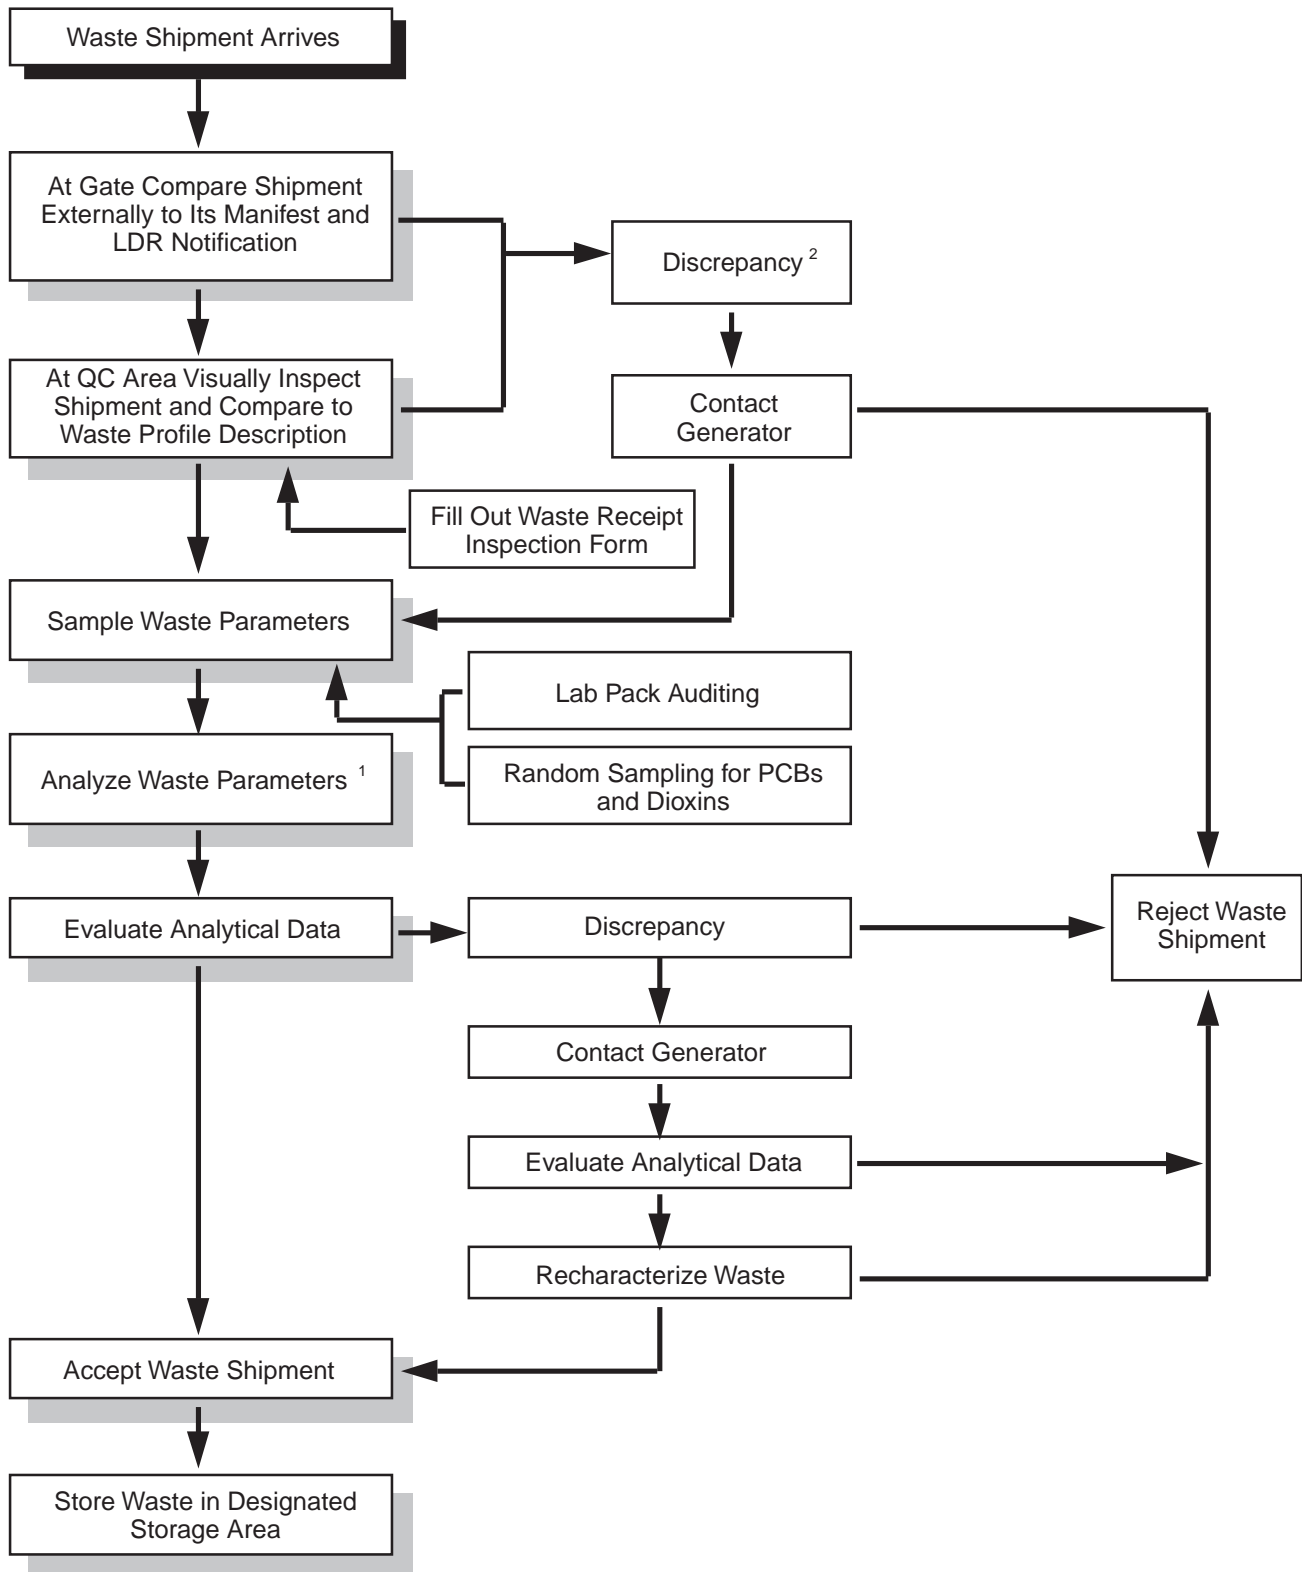 Waste Shipment Arrives
At Gate Compare Shipment
Externally to Its Manifest and
LDR Notification
Discrepancy 2
At QC Area Visually Inspect
Shipment and Compare to
Waste Profile Description
Contact
Generator
Fill Out Waste Receipt
Inspection Form
Sample Waste Parameters
Lab Pack Auditing
Analyze Waste Parameters 1
Random Sampling for PCBs
and Dioxins
Evaluate Analytical Data
Discrepancy
Reject Waste
Shipment
Contact Generator
Evaluate Analytical Data
Recharacterize Waste
Accept Waste Shipment
Store Waste in Designated
Storage Area